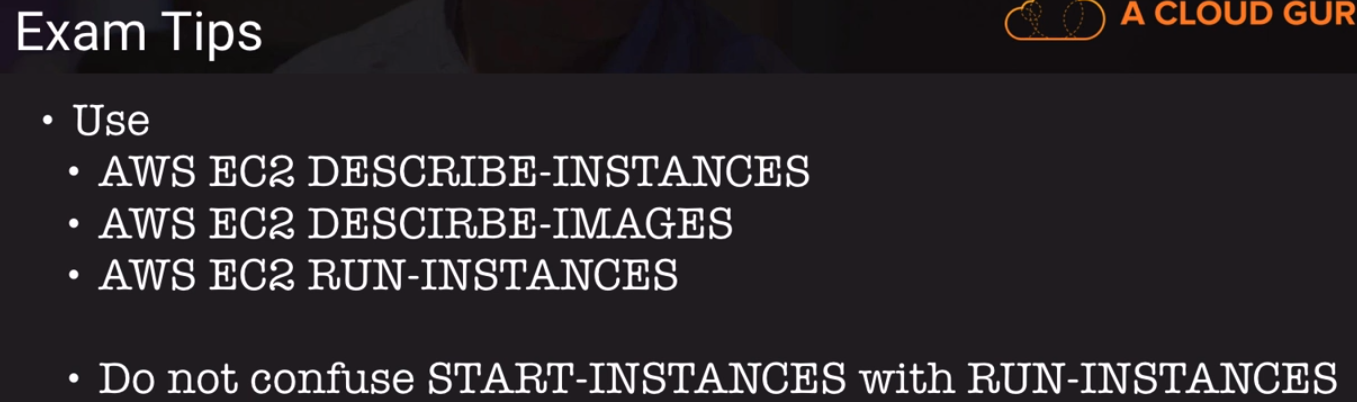 Exam Tips
A CLOUD GUR
• Use
• AWS EC2 DESCRIBE-INSTANCES
• AWS EC2 DESCIRBE-IMAGES
• AWS EC2 RUN-INSTANCES
• Do not confuse START-INSTANCES with RUN-INSTANCES